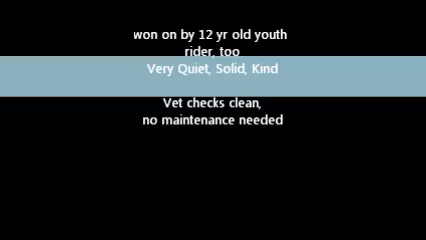 won on by 12 yr old youth
rider, too
Very Quiet, Solid, Kind
Vet checks clean,
no maintenance needed